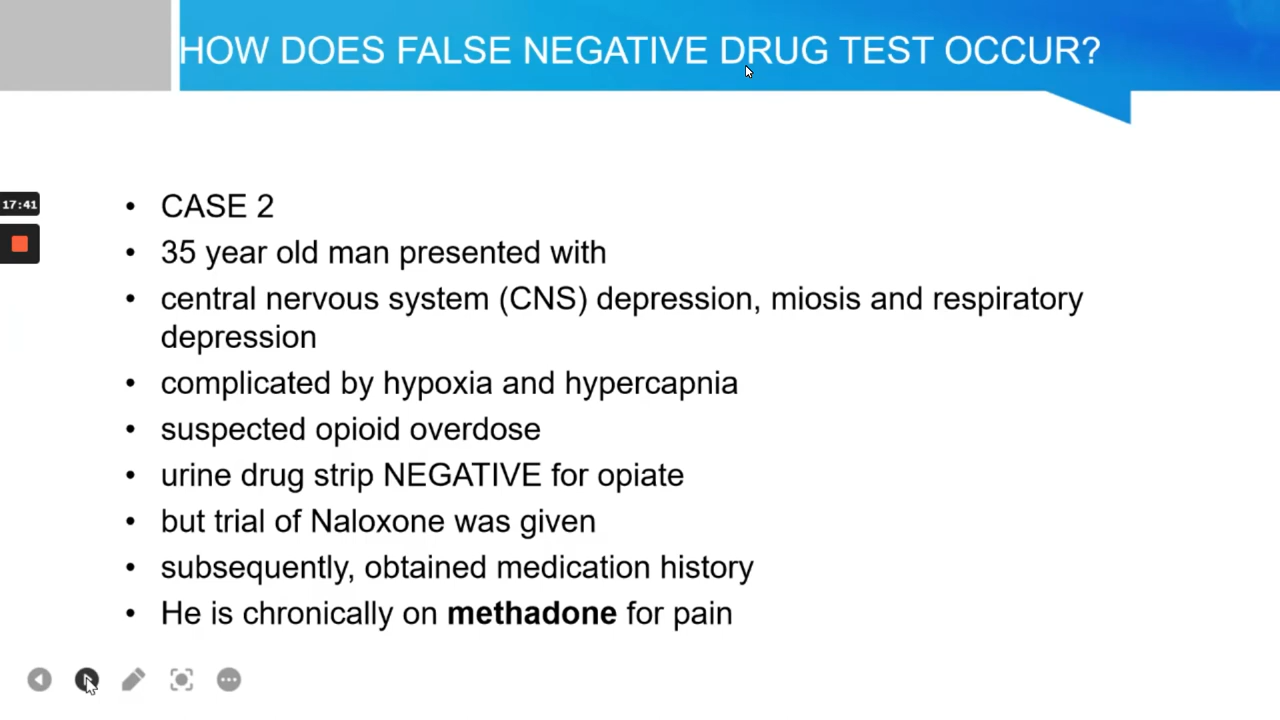 HOW DOES FALSE NEGATIVE DRUG TEST OCCUR?
17:41
• CASE 2
• 35 year old man presented with
• central nervous system (CNS) depression, miosis and respiratory
depression
• complicated by hypoxia and hypercapnia
• suspected opioid overdose
• urine drug strip NEGATIVE for opiate
• but trial of Naloxone was given
• subsequently, obtained medication history
• He is chronically on methadone for pain